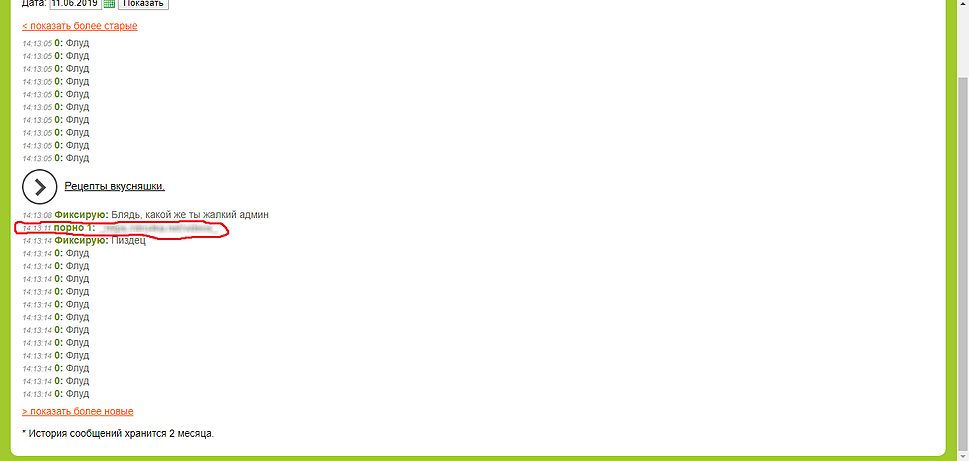 Дата: 11.06.2019 Показать
< показать более старые
14:13:05 0: Флуд
14:13:05 0: Флуд
14:13:05 0: Флуд
14:13:05 0: Флуд
14:13:05 0: Флуд
14:13:05 0: Флуд
14:13:05 0: Флуд
14:13:05 0: Флуд
14:13:05 0: Флуд
14:13:05 0: Флуд
Рецепты вкусняшки.
14:13:08 Фиксирую: Блядь, какой же ты жалкий админ
14:13:11 порно 1:
14:13:14 Фиксирую: Пиздец
14:13:14 0: Флуд
14:13:14 0: Флуд
14:13:14 0: Флуд
14:13:14 0: Флуд
14:13:14 0: Флуд
14:13:14 0: Флуд
14:13:14 0: Флуд
14:13:14 0: Флуд
14:13:14 0: Флуд
14:13:14 0: Флуд
14:13:14 0: Флуд
14:13:14 0: Флуд
> показать более новые
* История сообщений хранится 2 месяца.